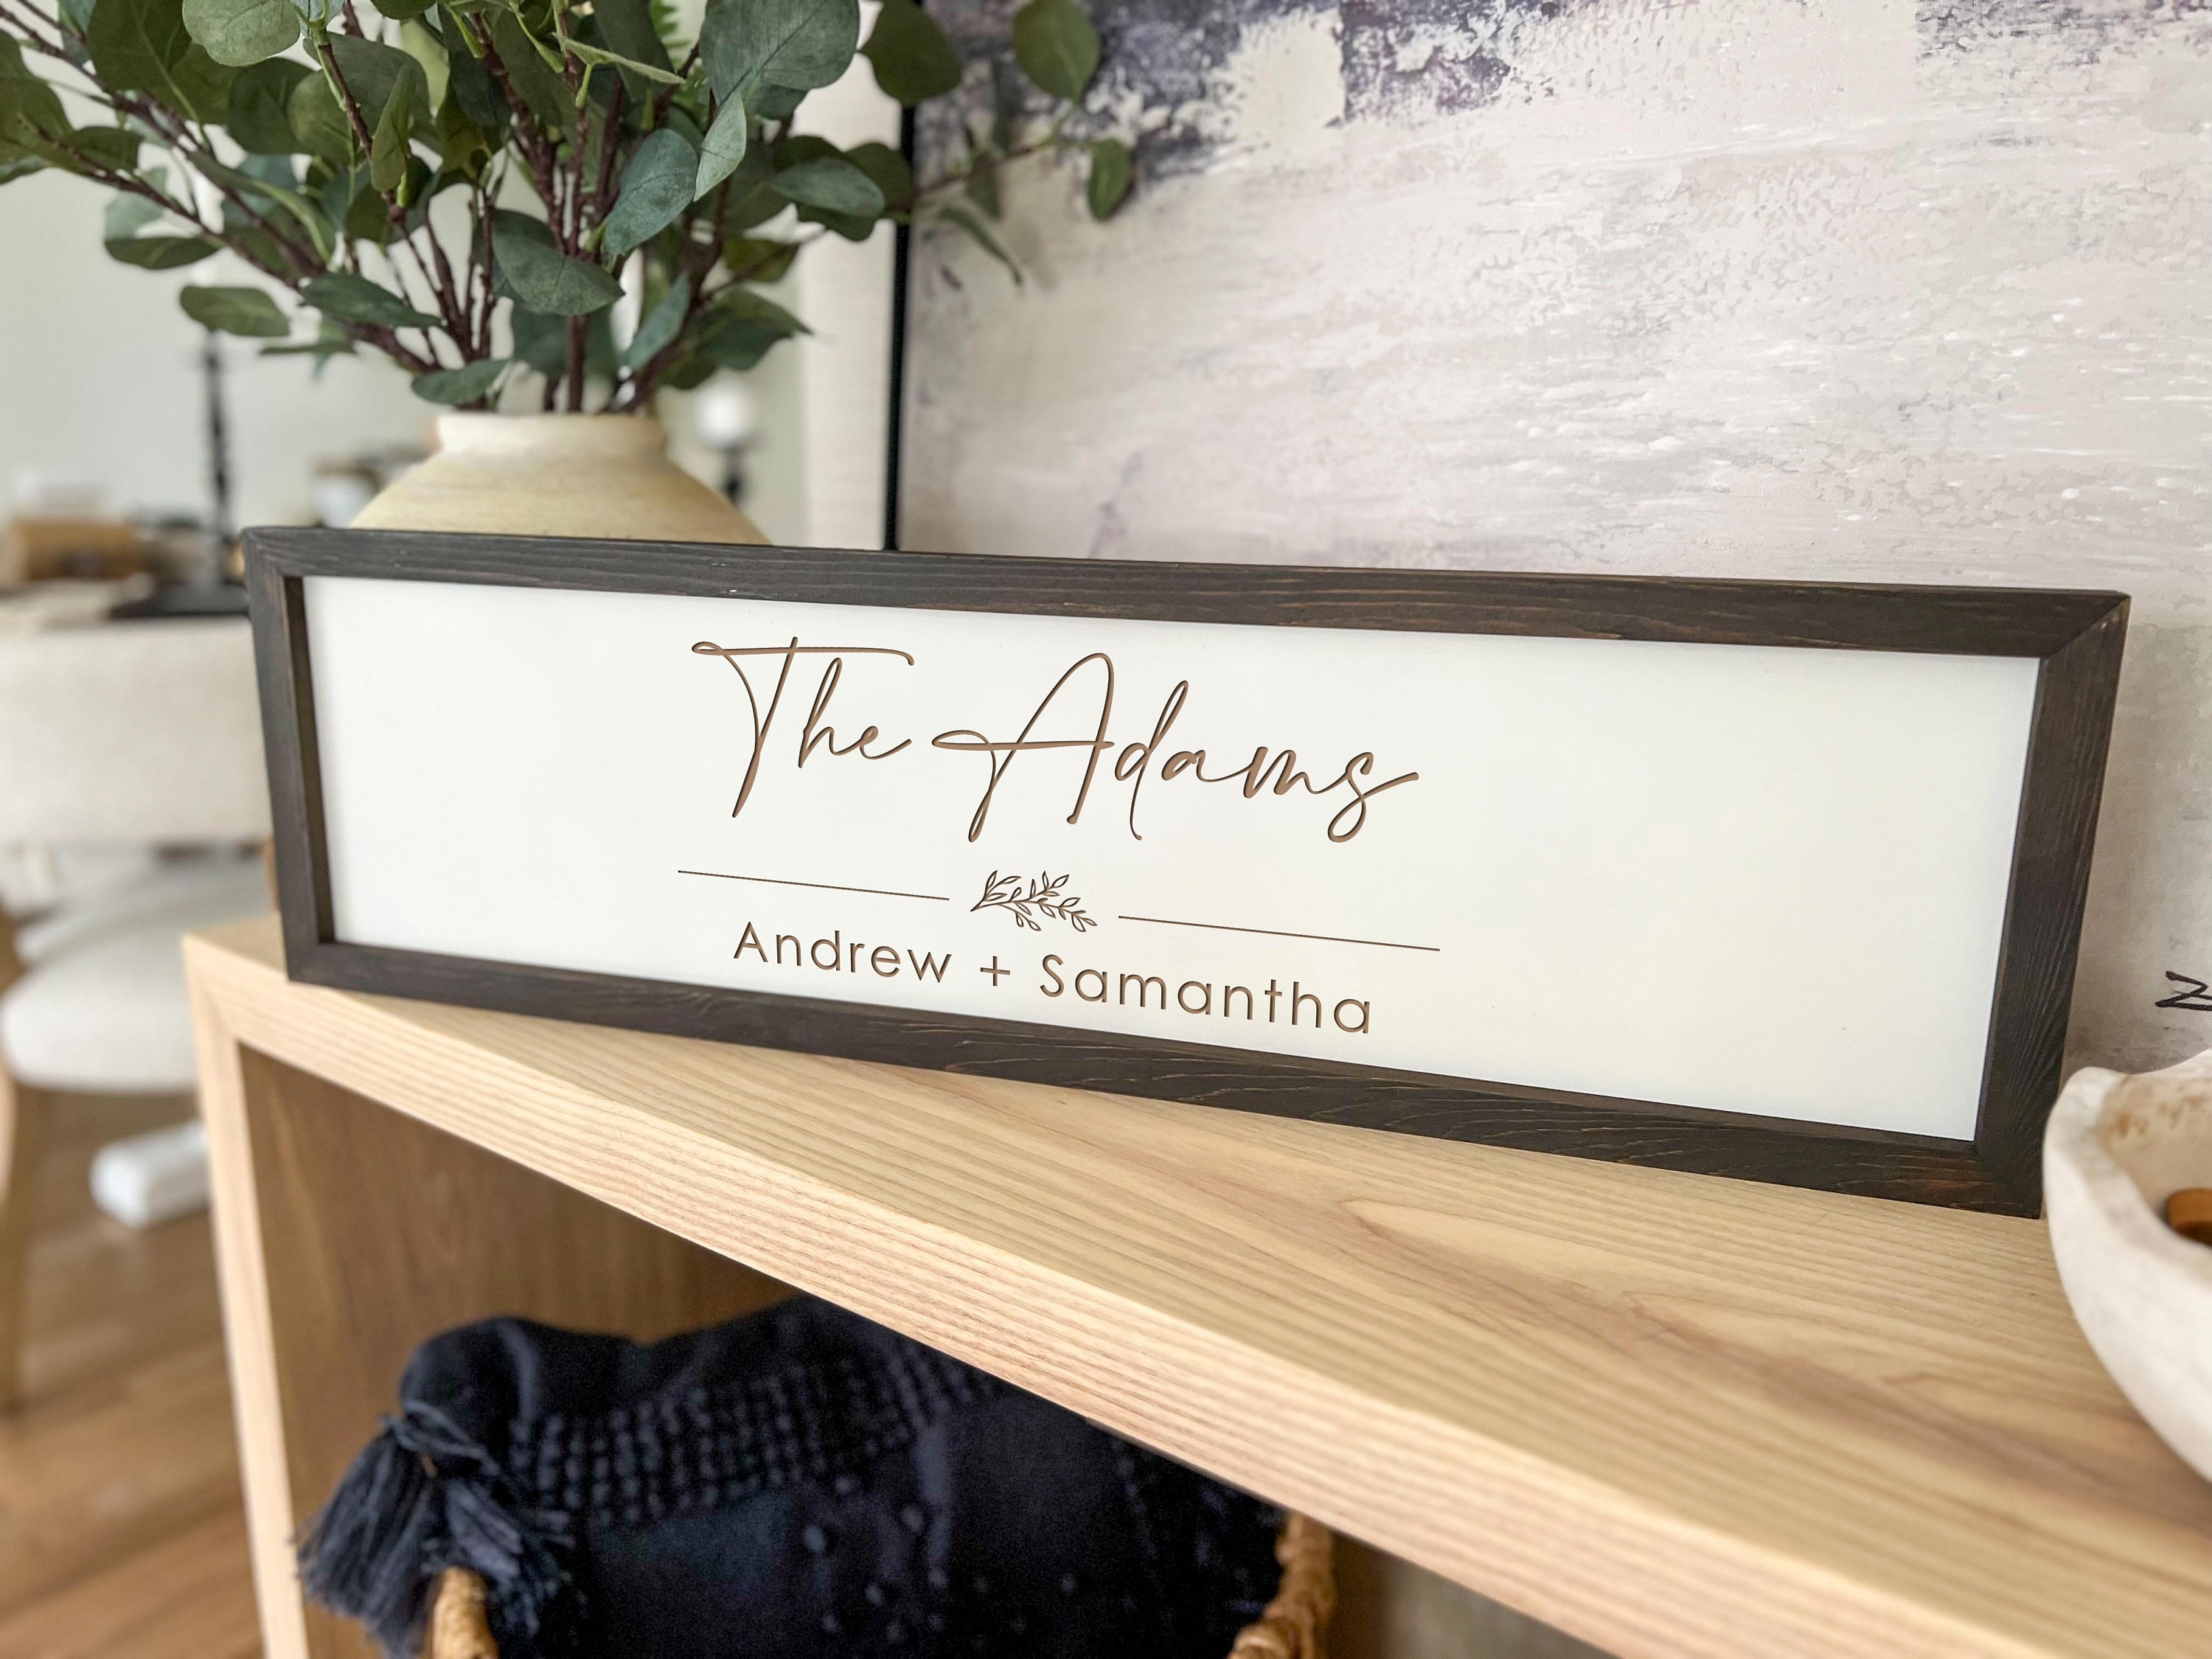 The Adams
Andrew + Samantha